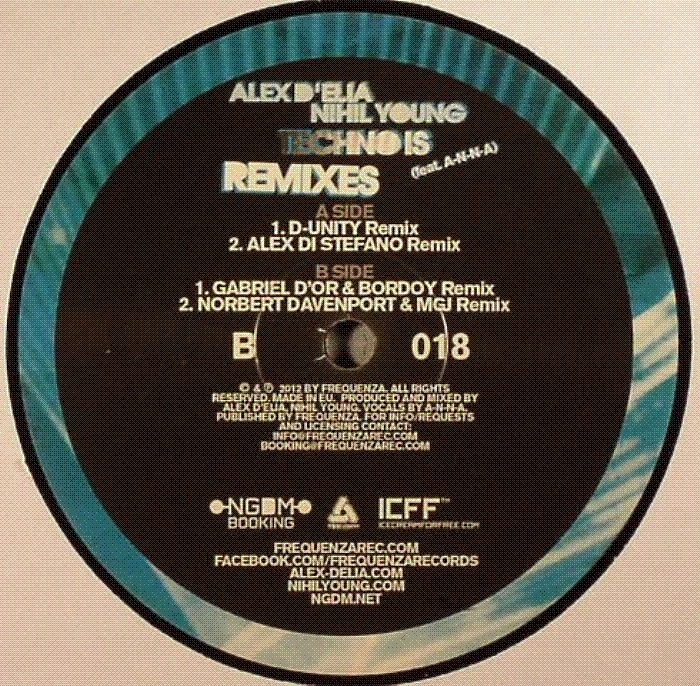 ALEX D'ELIA
NIHIL YOUNG
TECHNO IS
(feat. A-N-N-A)
REMIXES
A SIDE
1. D-UNITY Remix
2. ALEX DI STEFANO Remix
B SIDE
1. GABRIEL D'OR & BORDOY Remix
2. NORBERT DAVENPORT & MGJ Remix
B 018
© & ℗ 2012 BY FREQUENZA. ALL RIGHTS
RESERVED. MADE IN EU. PRODUCED AND MIXED BY
ALEX D'ELIA, NIHIL YOUNG. VOCALS BY A-N-N-A.
PUBLISHED BY FREQUENZA. FOR INFO/REQUESTS
AND LICENSING CONTACT:
INFO@FREQUENZAREC.COM
BOOKING@FREQUENZAREC.COM
NGDM ICFF™
BOOKING ICECREAMFORFREE.COM
FREQUENZAREC.COM
FACEBOOK.COM/FREQUENZARECORDS
ALEX-DELIA.COM
NIHILYOUNG.COM
NGDM.NET